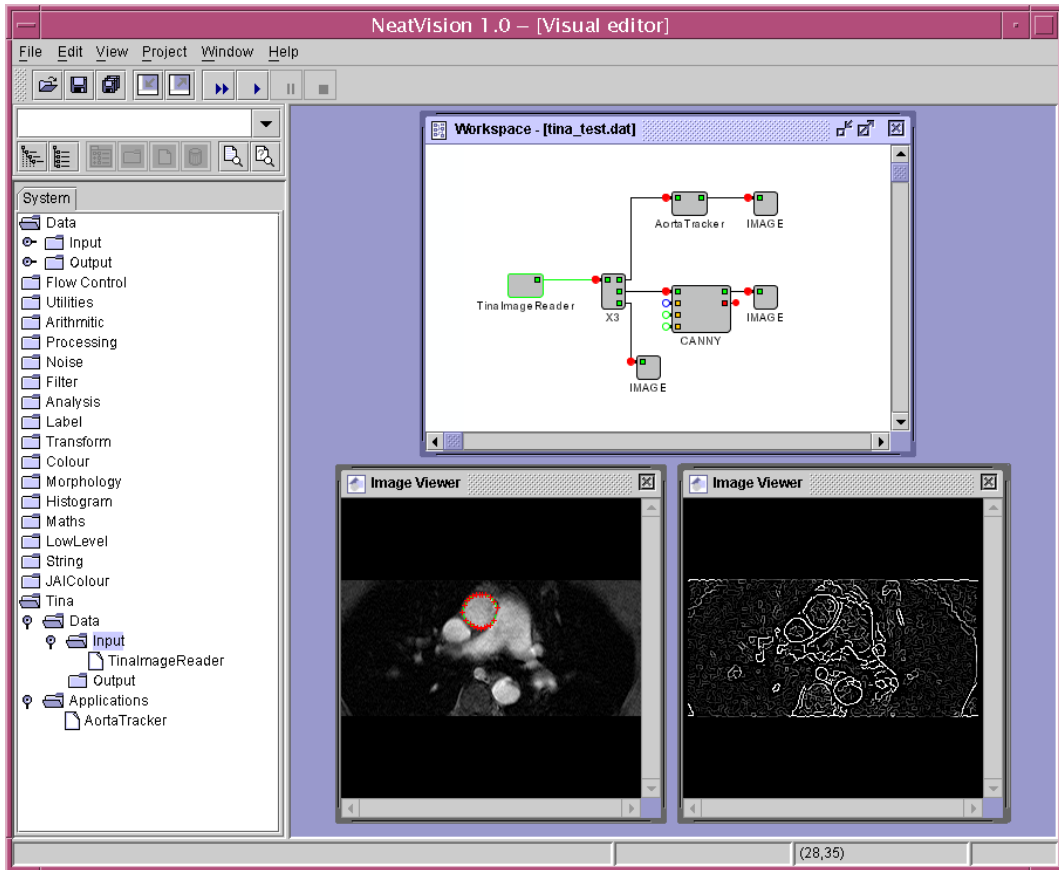 NeatVision 1.0 – [Visual editor]
File Edit View Project Window Help
System
Data
Input
Output
Flow Control
Utilities
Arithmitic
Processing
Noise
Filter
Analysis
Label
Transform
Colour
Morphology
Histogram
Maths
LowLevel
String
JAIColour
Tina
Data
Input
TinaImageReader
Output
Applications
AortaTracker
Workspace - [tina_test.dat]
AortaTracker
IMAGE
TinaImageReader
X3
CANNY
IMAGE
IMAGE
Image Viewer
Image Viewer
(28,35)